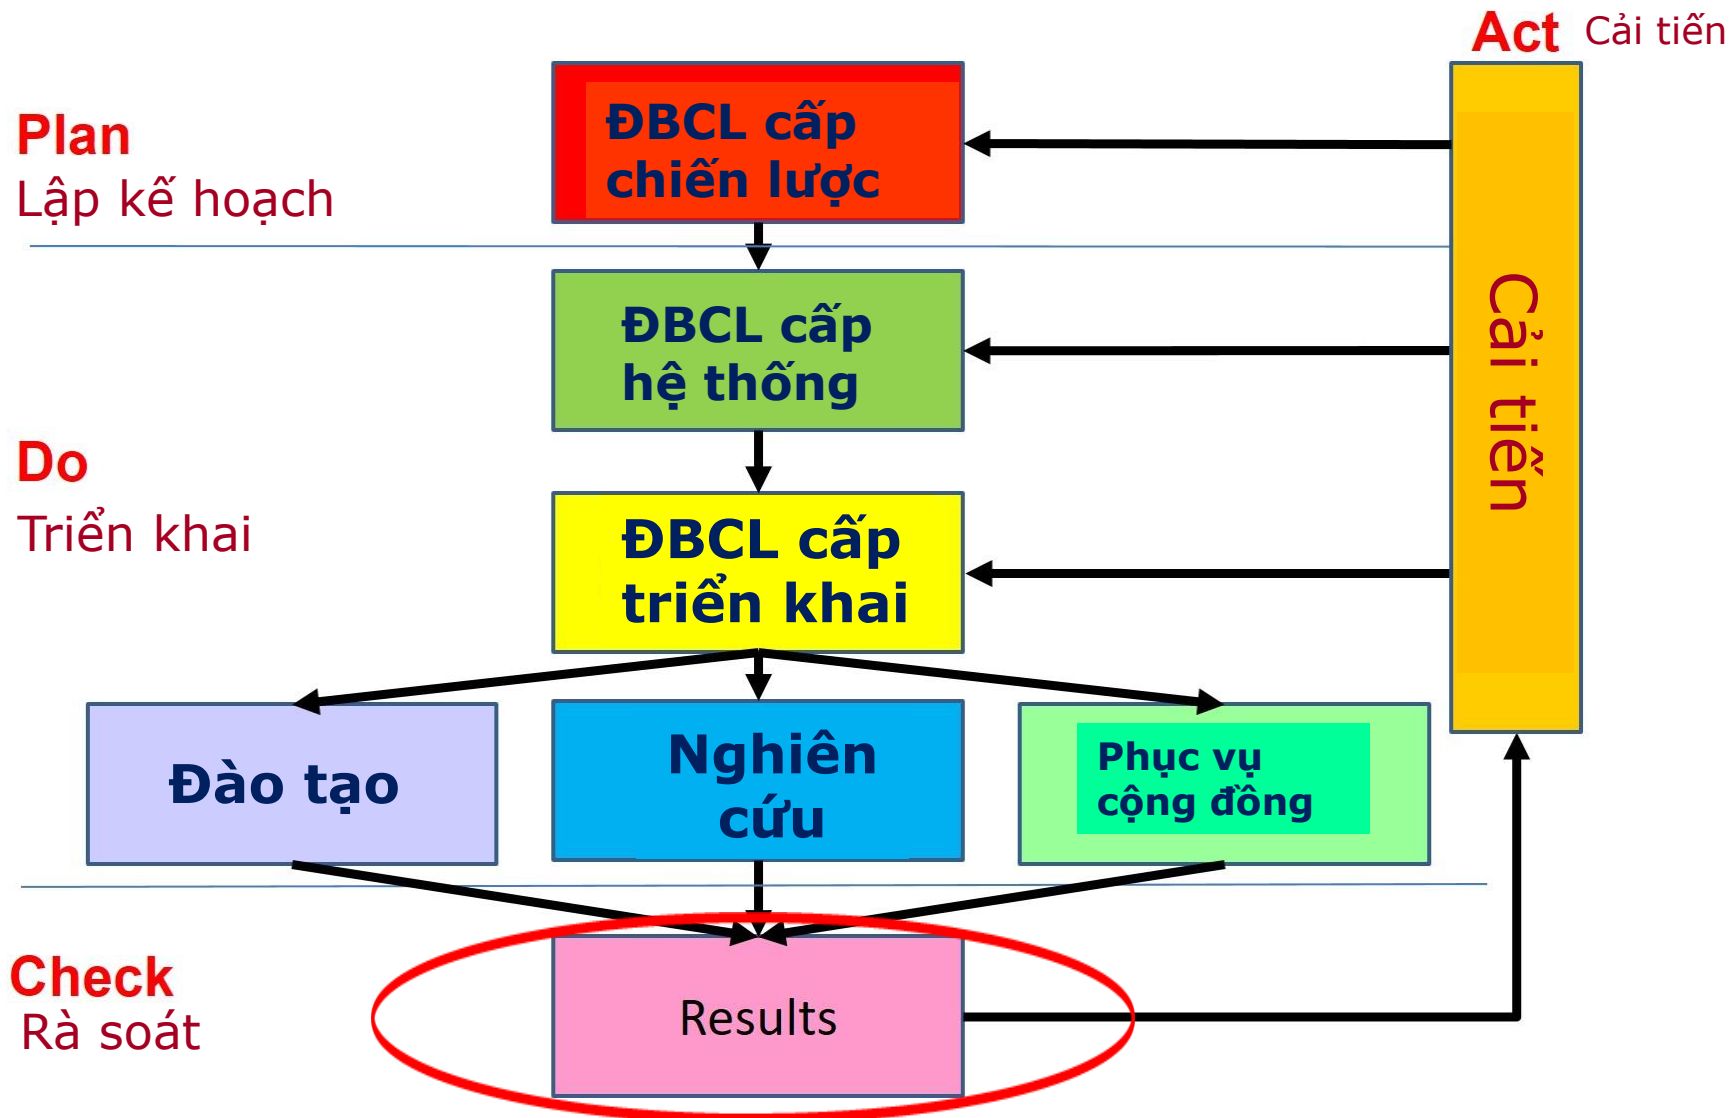 Act Cải tiến
Plan
Lập kế hoạch
ĐBCL cấp
chiến lược
ĐBCL cấp
hệ thống
Cải tiến
Do
Triển khai
ĐBCL cấp
triển khai
Đào tạo
Nghiên
cứu
Phục vụ
cộng đồng
Check
Rà soát
Results